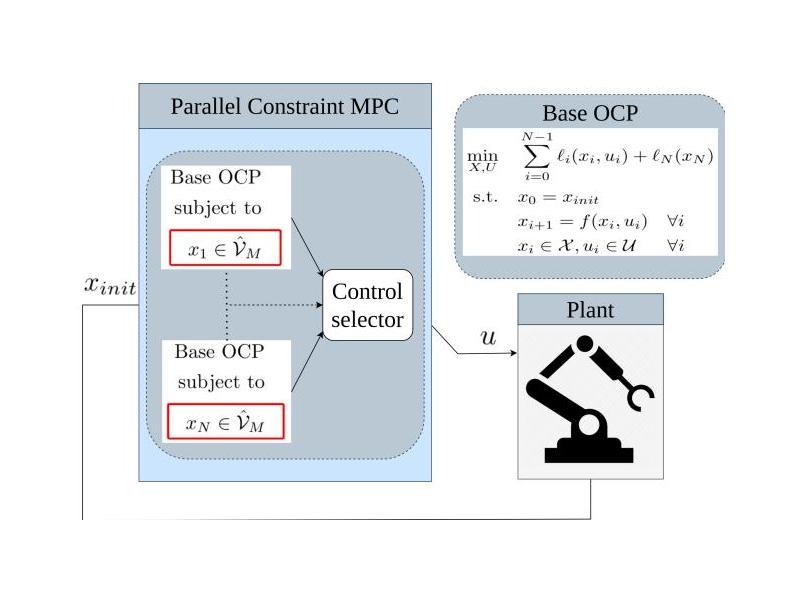 Parallel Constraint MPC
Base OCP
subject to
$x_1 \in \hat{\mathcal{V}}_M$
Base OCP
subject to
$x_N \in \hat{\mathcal{V}}_M$
Control
selector
$x_{init}$
$u$
Base OCP
$\min_{X,U} \sum_{i=0}^{N-1} \ell_i(x_i, u_i) + \ell_N(x_N)$
s.t. $x_0 = x_{init}$
$x_{i+1} = f(x_i, u_i) \quad \forall i$
$x_i \in \mathcal{X}, u_i \in \mathcal{U} \quad \forall i$
Plant